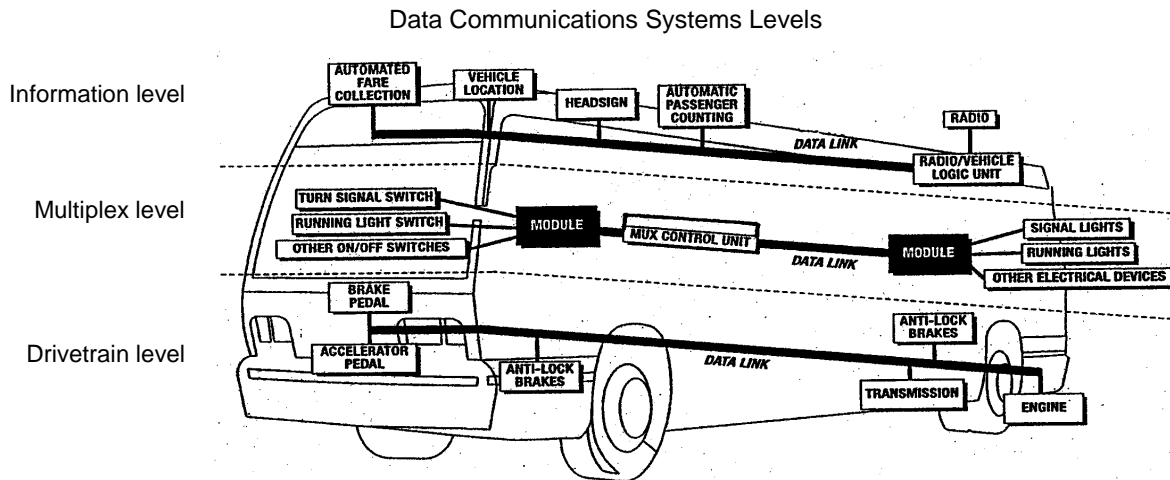 Data Communications Systems Levels
Information level
AUTOMATED
FARE
COLLECTION
VEHICLE
LOCATION
HEADSIGN
AUTOMATIC
PASSENGER
COUNTING
RADIO
DATA LINK
RADIO/VEHICLE
LOGIC UNIT
Multiplex level
TURN SIGNAL SWITCH
RUNNING LIGHT SWITCH
OTHER ON/OFF SWITCHES
MODULE
MUX CONTROL UNIT
DATA LINK
MODULE
SIGNAL LIGHTS
RUNNING LIGHTS
OTHER ELECTRICAL DEVICES
Drivetrain level
BRAKE
PEDAL
ACCELERATOR
PEDAL
ANTI-LOCK
BRAKES
DATA LINK
ANTI-LOCK
BRAKES
TRANSMISSION
ENGINE